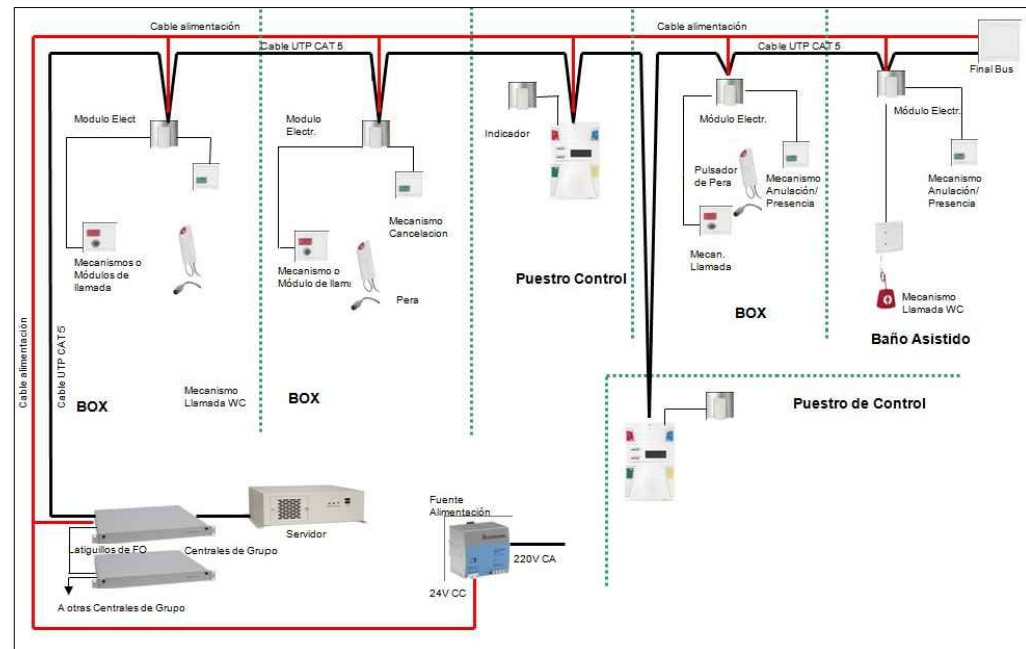 Cable alimentación
Cable alimentación
Cable UTP CAT 5
Cable UTP CAT 5
Final Bus
Modulo Elect
Modulo
Electr.
Indicador
Módulo Electr.
Módulo Electr.
Pulsador
de Pera
Mecanismo
Anulación/
Presencia
Mecanismo
Anulación/
Presencia
Mecanismo
Cancelacion
Mecanismos o
Módulos de
llamada
Mecanismo o
Módulo de llam
Pera
Mecan.
Llamada
Puestro Control
BOX
Mecanismo
Llamada WC
Baño Asistido
Cable alimentación
Cable UTP CAT 5
BOX
Mecanismo
Llamada WC
BOX
Puestro de Control
Fuente
Alimentación
Servidor
Latiguillos de FO
Centrales de Grupo
220V CA
24V CC
A otras Centrales de Grupo